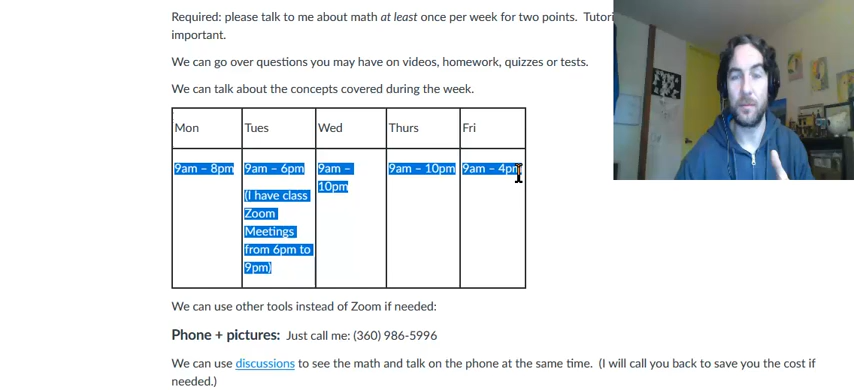 Required: please talk to me about math at least once per week for two points. Tutori
important.
We can go over questions you may have on videos, homework, quizzes or tests.
We can talk about the concepts covered during the week.
Mon Tues Wed Thurs Fri
9am – 8pm 9am – 6pm 9am – 9am – 10pm 9am – 4pm
10pm
(I have class
Zoom
Meetings
from 6pm to
9pm)
We can use other tools instead of Zoom if needed:
Phone + pictures: Just call me: (360) 986-5996
We can use discussions to see the math and talk on the phone at the same time. (I will call you back to save you the cost if
needed.)